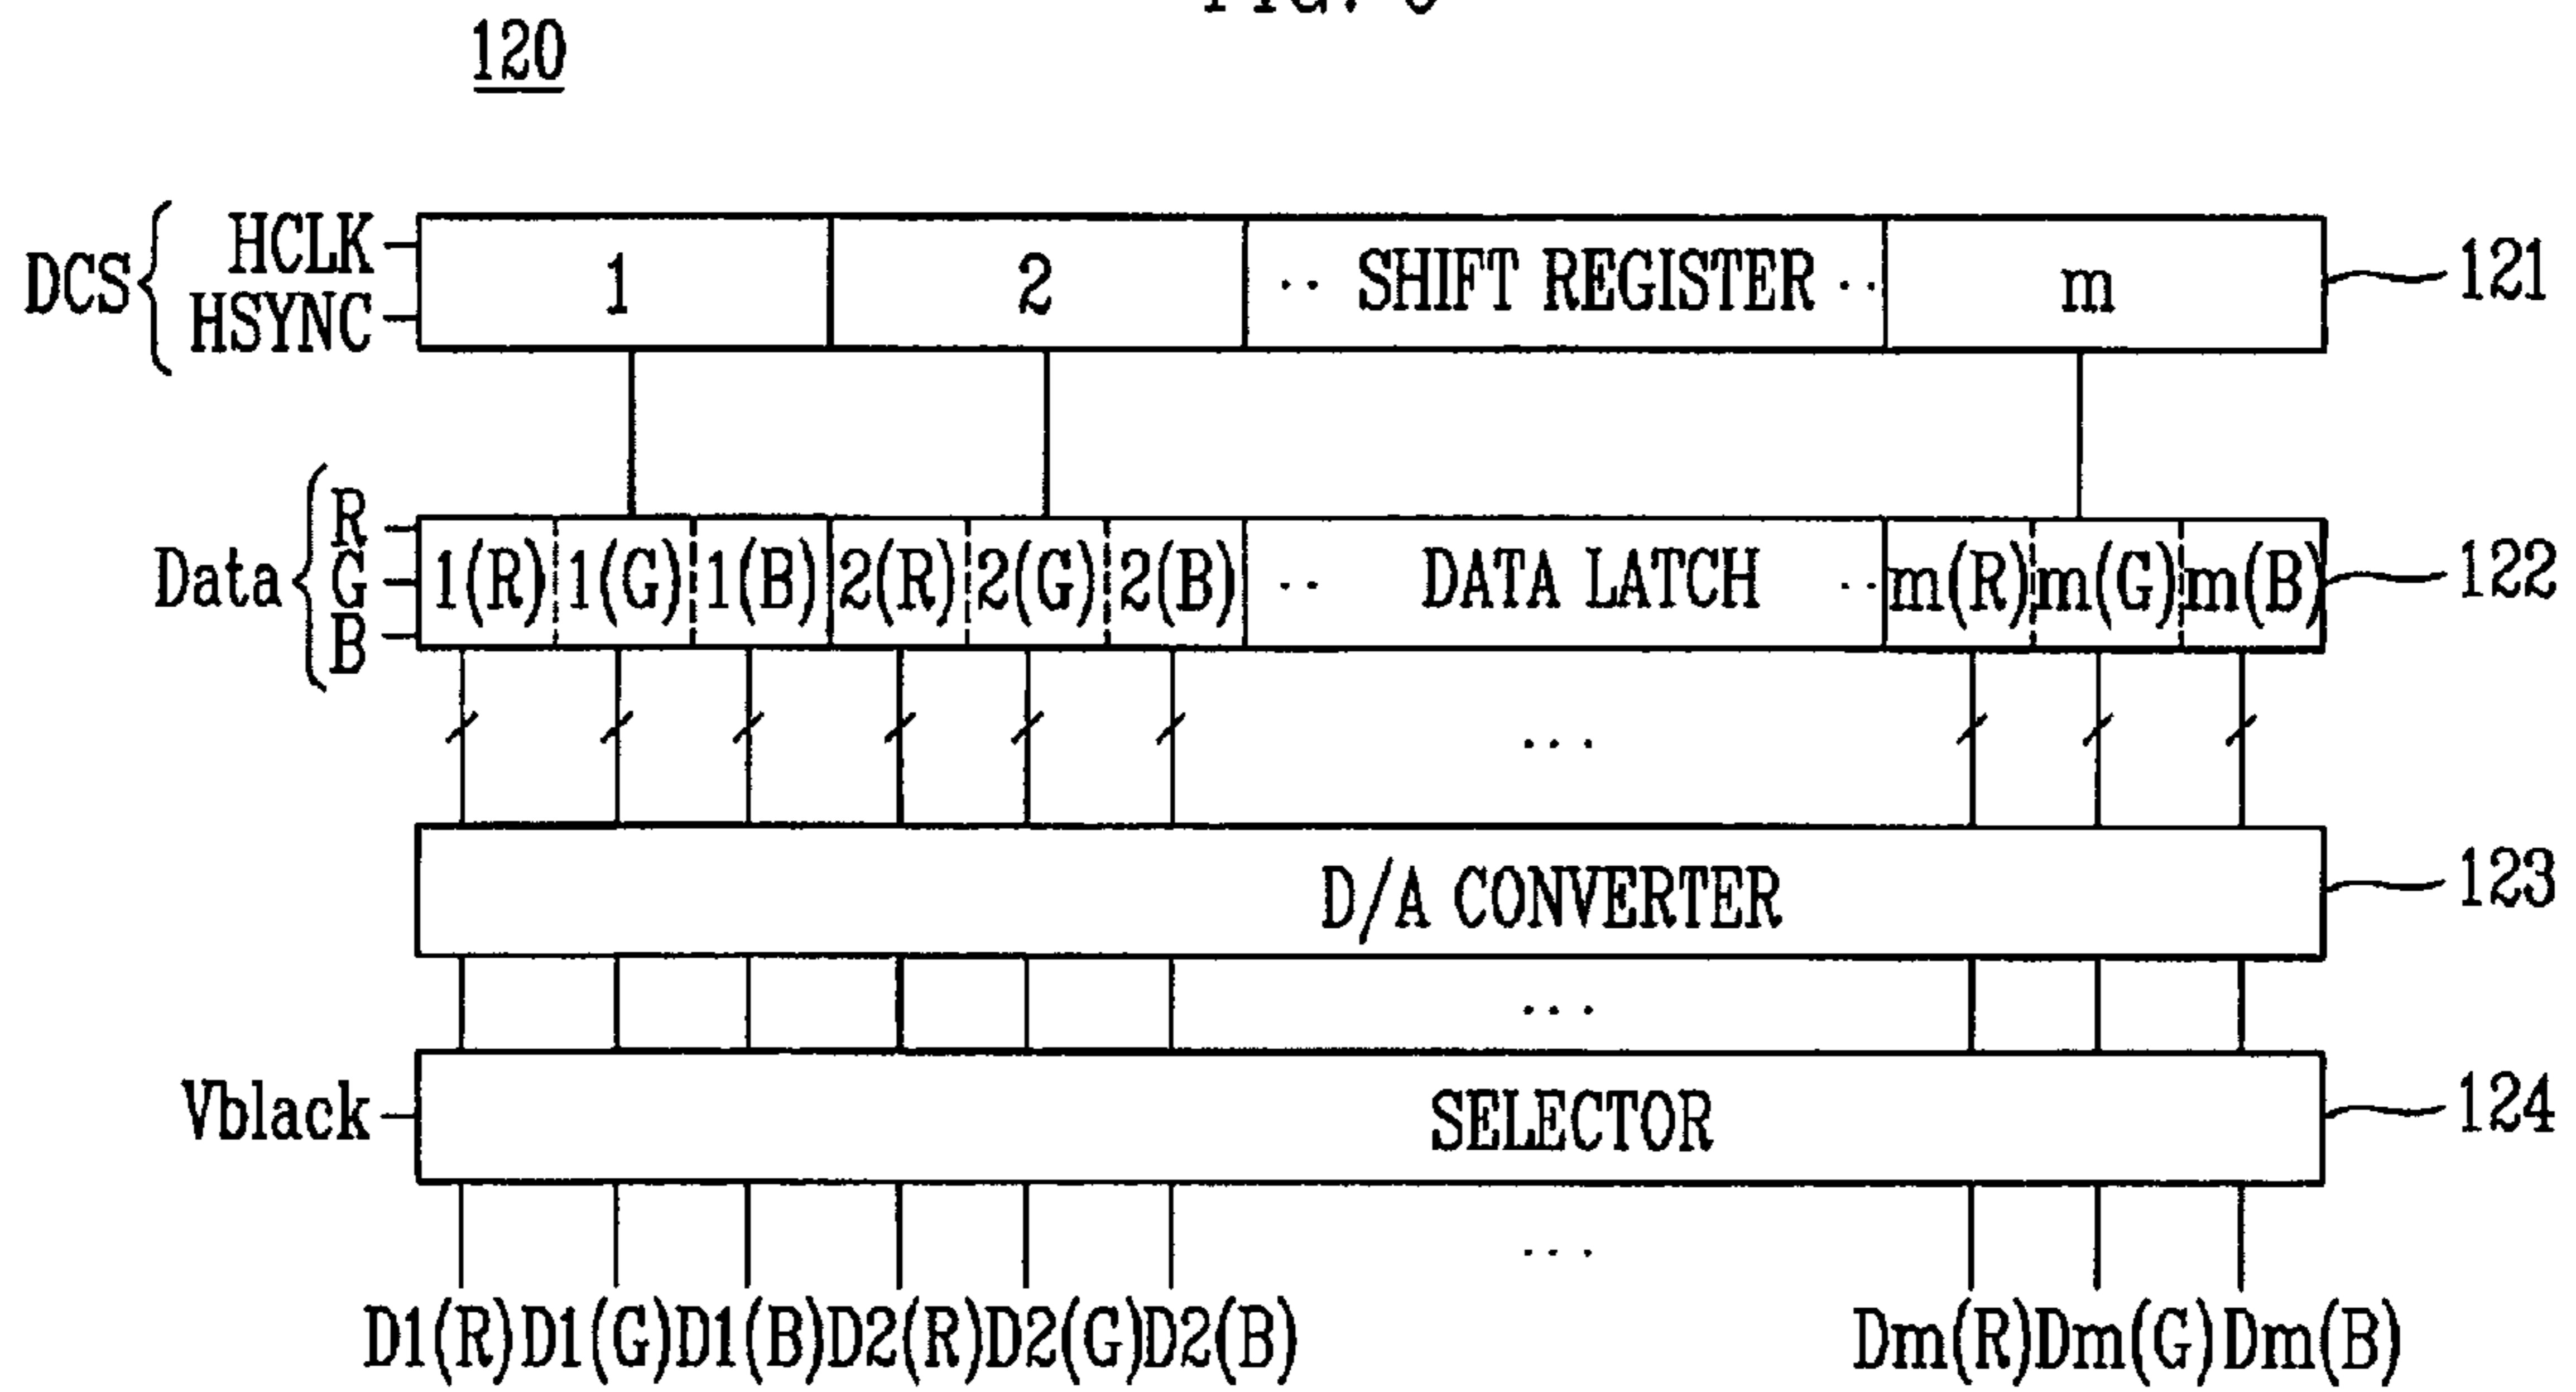 120
DCS { HCLK HSYNC 1 2 ·· SHIFT REGISTER ·· m 121
Data { R G B 1(R) 1(G) 1(B) 2(R) 2(G) 2(B) ·· DATA LATCH ·· m(R) m(G) m(B) 122
...
D/A CONVERTER 123
...
Vblack SELECTOR 124
...
D1(R) D1(G) D1(B) D2(R) D2(G) D2(B) Dm(R) Dm(G) Dm(B)